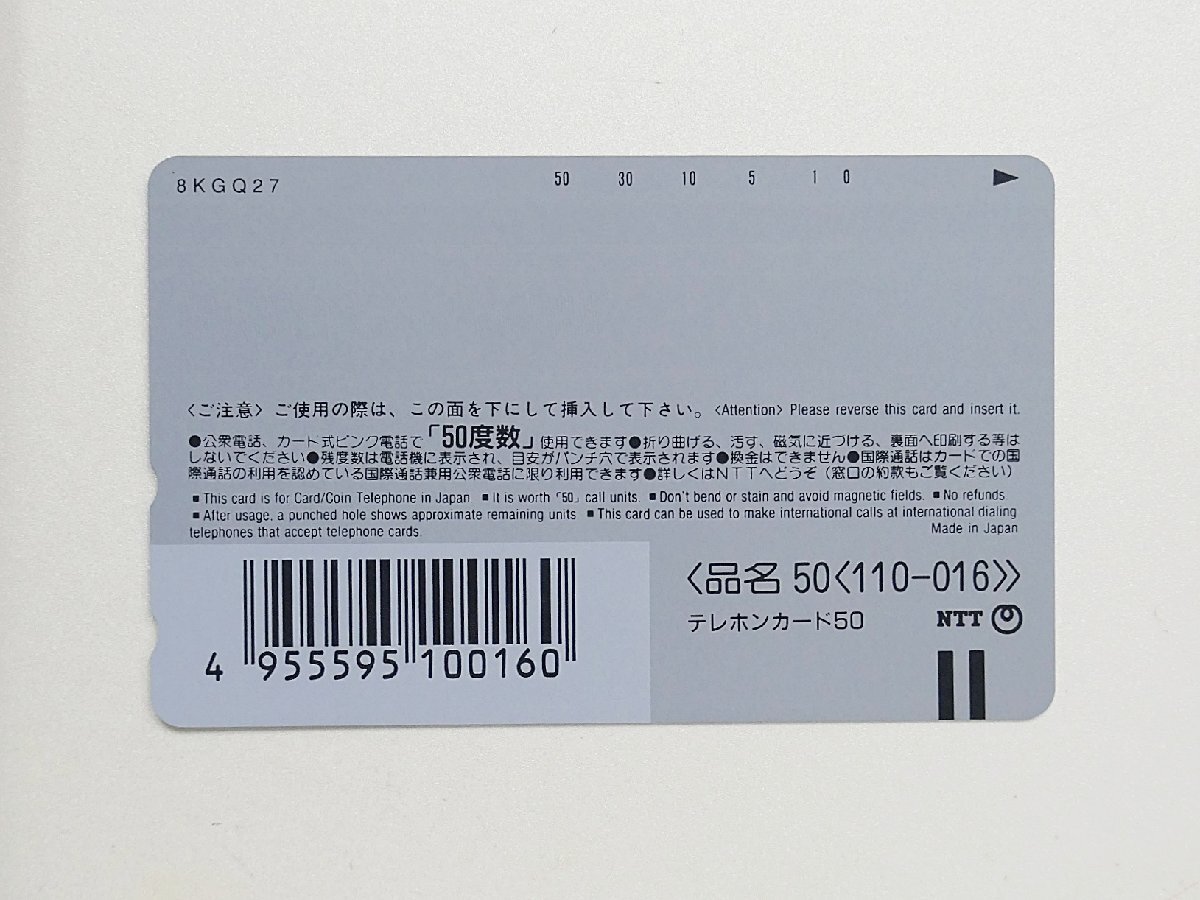 8KGQ27
50 30 10 5 1 0
〈ご注意〉ご使用の際は、この面を下にして挿入して下さい。〈Attention〉Please reverse this card and insert it.
●公衆電話、カード式ピンク電話で「50度数」使用できます●折り曲げる、汚す、磁気に近つける、裏面へ印刷する等は
しないでください●残度数は電話機に表示され、目安がパンチ穴で表示されます●換金はできません●国際通話はカードでの国
際通話の利用を認めている国際通話兼用公衆電話に限り利用できます●詳しくはNTTへどうぞ（窓口の約款もご覧ください）
■This card is for Card/Coin Telephone in Japan. ■It is worth「50」call units. ■Don't bend or stain and avoid magnetic fields. ■No refunds
■After usage, a punched hole shows approximate remaining units ■This card can be used to make international calls at international dialing
telephones that accept telephone cards.
Made in Japan
〈品名 50〈110-016〉〉
テレホンカード50
NTT
4 955595 100160